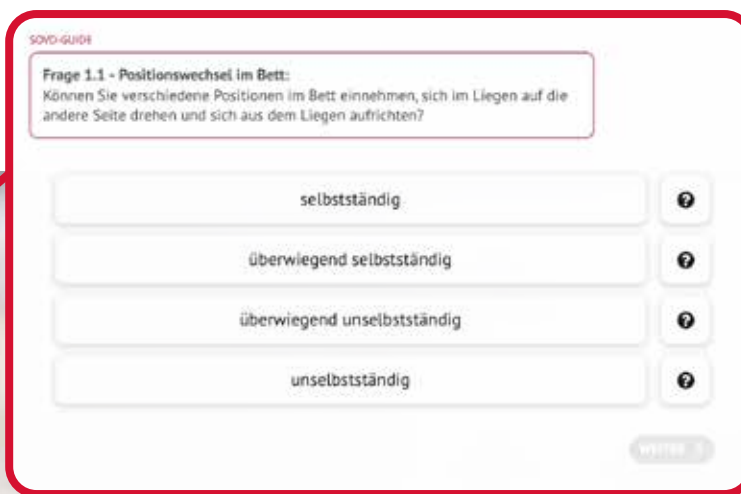 SOVD-GUIDE
Frage 1.1 - Positionswechsel im Bett:
Können Sie verschiedene Positionen im Bett einnehmen, sich im Liegen auf die
andere Seite drehen und sich aus dem Liegen aufrichten?
selbstständig
?
überwiegend selbstständig
?
überwiegend unselbstständig
?
unselbstständig
?
WEITER